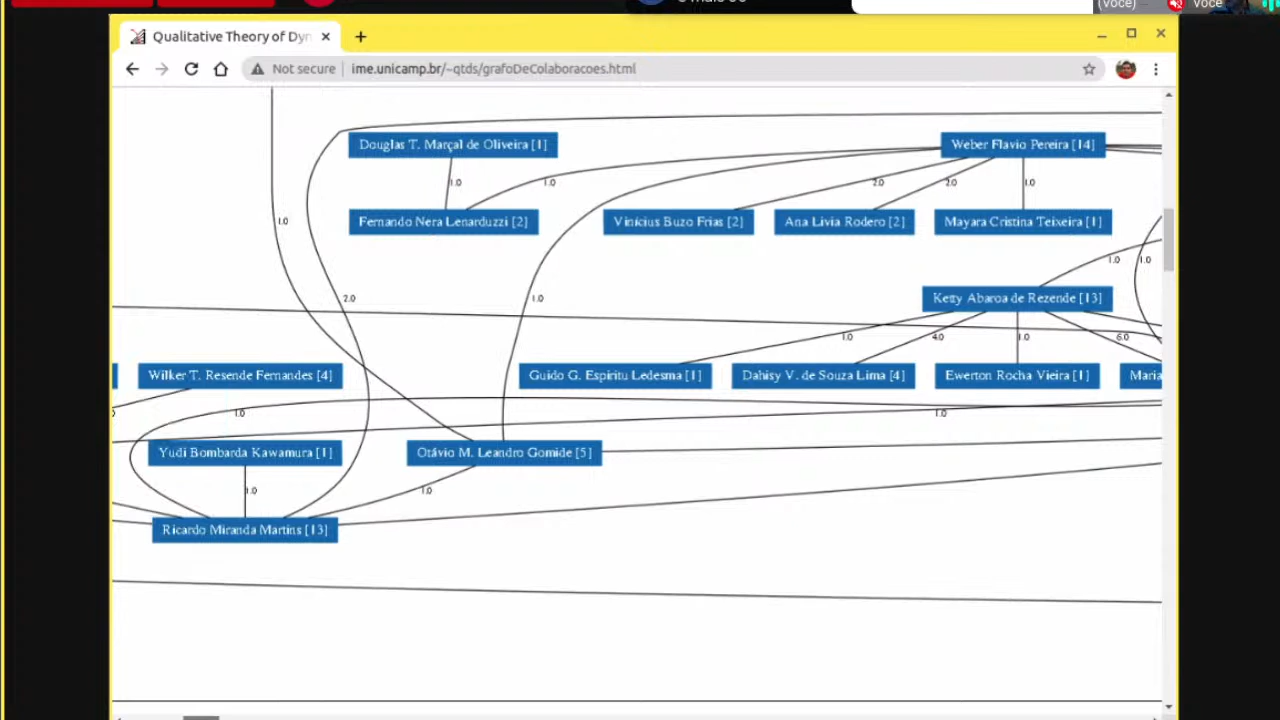 (Você)
Você
Qualitative Theory of Dyn
Not secure
ime.unicamp.br/~qtds/grafoDeColaboracoes.html
Douglas T. Marçal de Oliveira [1]
Weber Flavio Pereira [14]
1.0
1.0
2.0
2.0
1.0
Fernando Nera Lenarduzzi [2]
Vinícius Buzo Frias [2]
Ana Livia Rodero [2]
Mayara Cristina Teixeira [1]
1.0
1.0
1.0
2.0
1.0
Ketty Abaroa de Rezende [13]
1.0
4.0
1.0
6.0
Wilker T. Resende Fernandes [4]
Guido G. Espiritu Ledesma [1]
Dahisy V. de Souza Lima [4]
Ewerton Rocha Vieira [1]
Maria
1.0
1.0
Yudi Bombarda Kawamura [1]
Otávio M. Leandro Gomide [5]
1.0
1.0
Ricardo Miranda Martins [13]